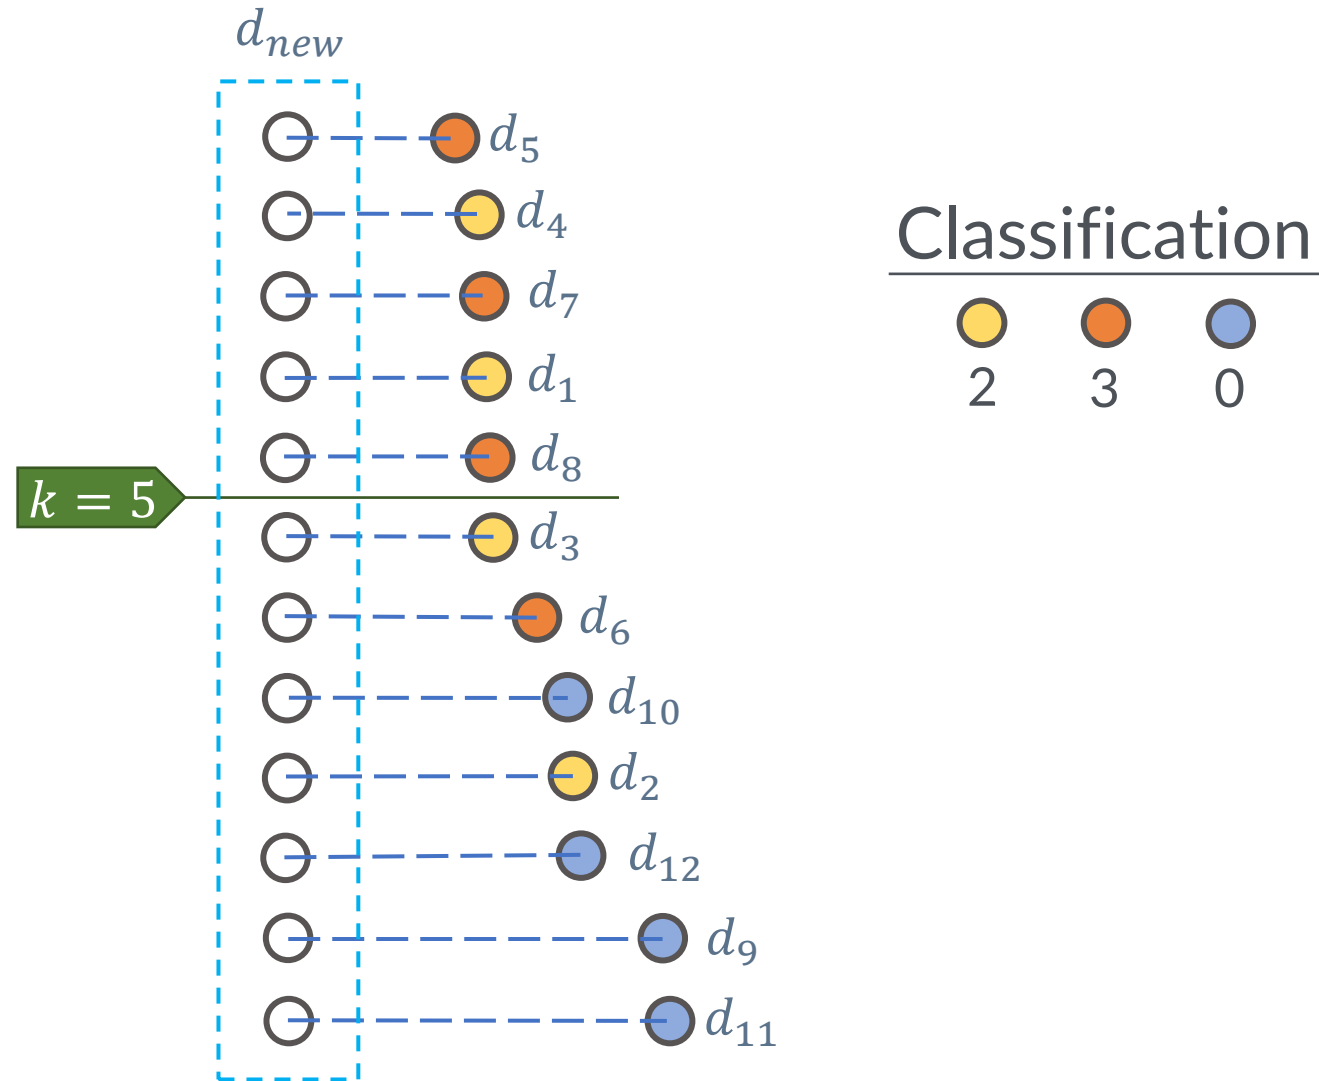 d_new
d_5
d_4
d_7
d_1
d_8
k = 5
d_3
d_6
d_10
d_2
d_12
d_9
d_11
Classification
2 3 0